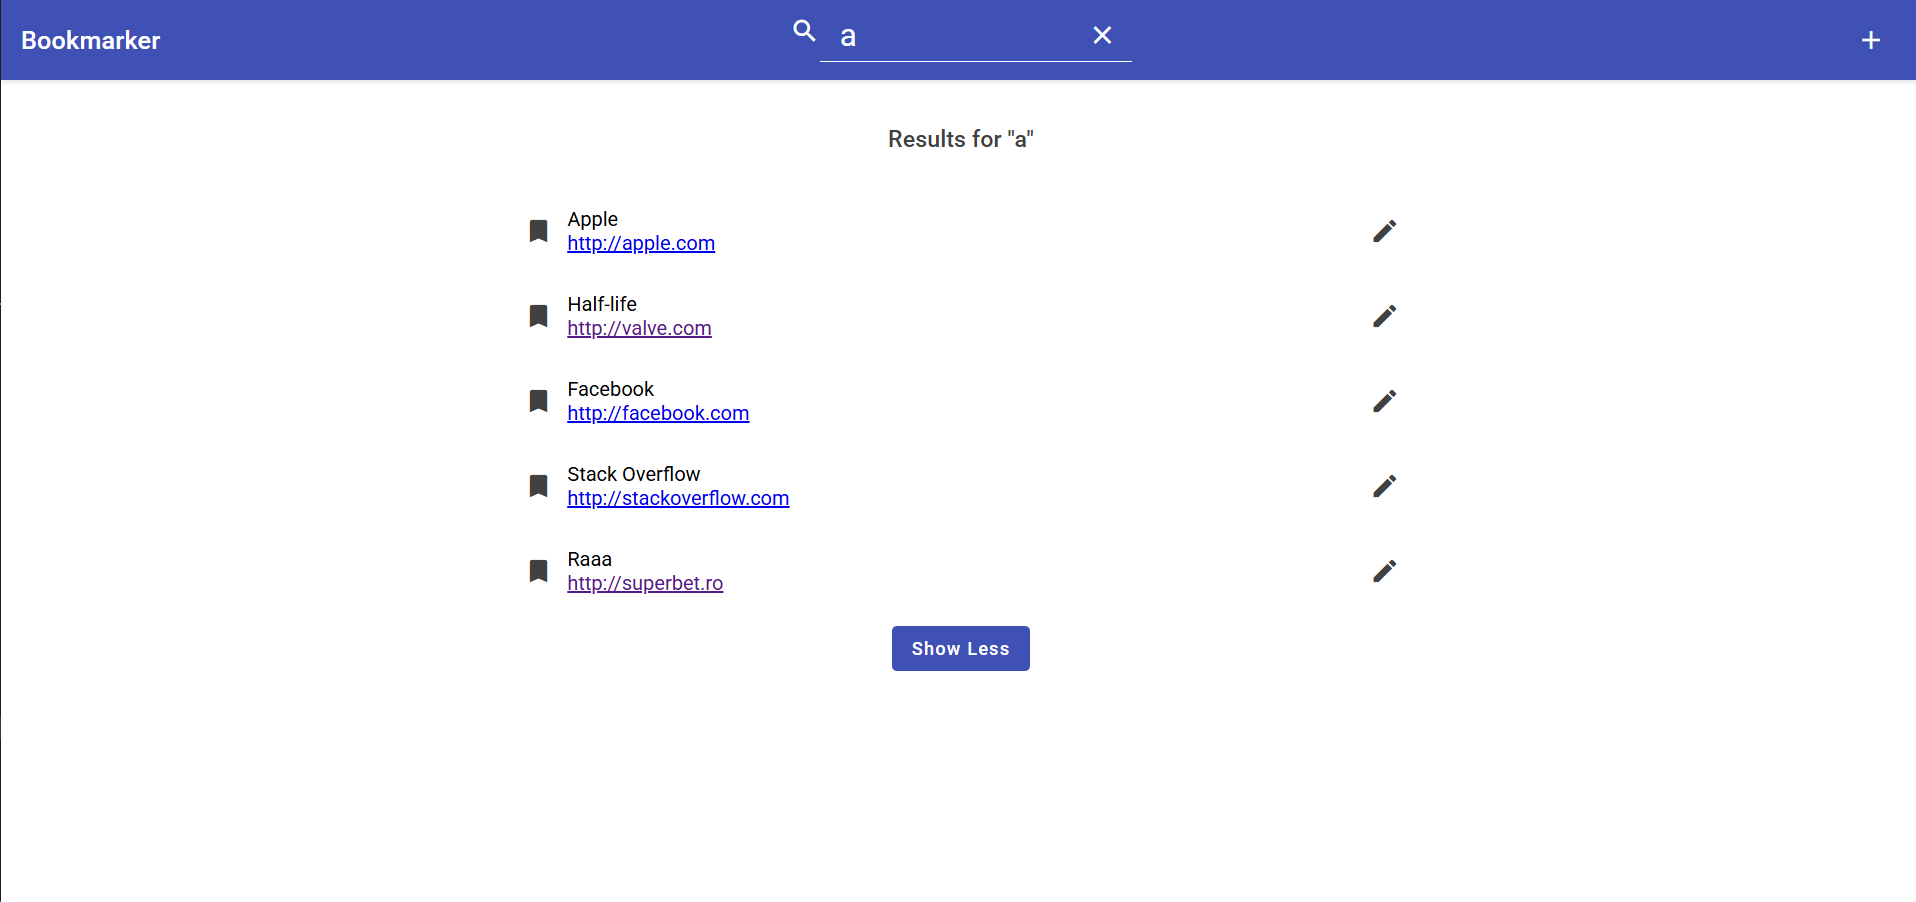 Bookmarker
a
Results for "a"
Apple
http://apple.com
Half-life
http://valve.com
Facebook
http://facebook.com
Stack Overflow
http://stackoverflow.com
Raaa
http://superbet.ro
Show Less